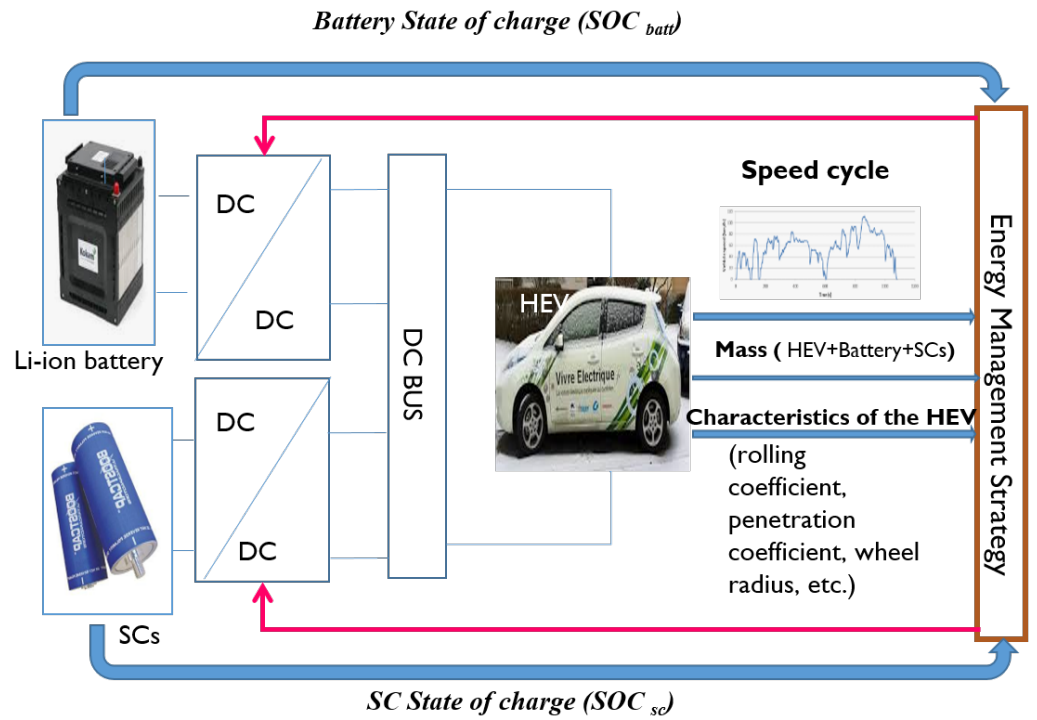 Battery State of charge (SOC batt)
Speed cycle
DC
DC
HEV
DC BUS
Energy Management Strategy
Li-ion battery
Mass ( HEV+Battery+SCs)
Vivre Electrique
DC
DC
Characteristics of the HEV
(rolling
coefficient,
penetration
coefficient, wheel
radius, etc.)
BOOSTCAP
BOOSTCAP
SCs
SC State of charge (SOC sc)